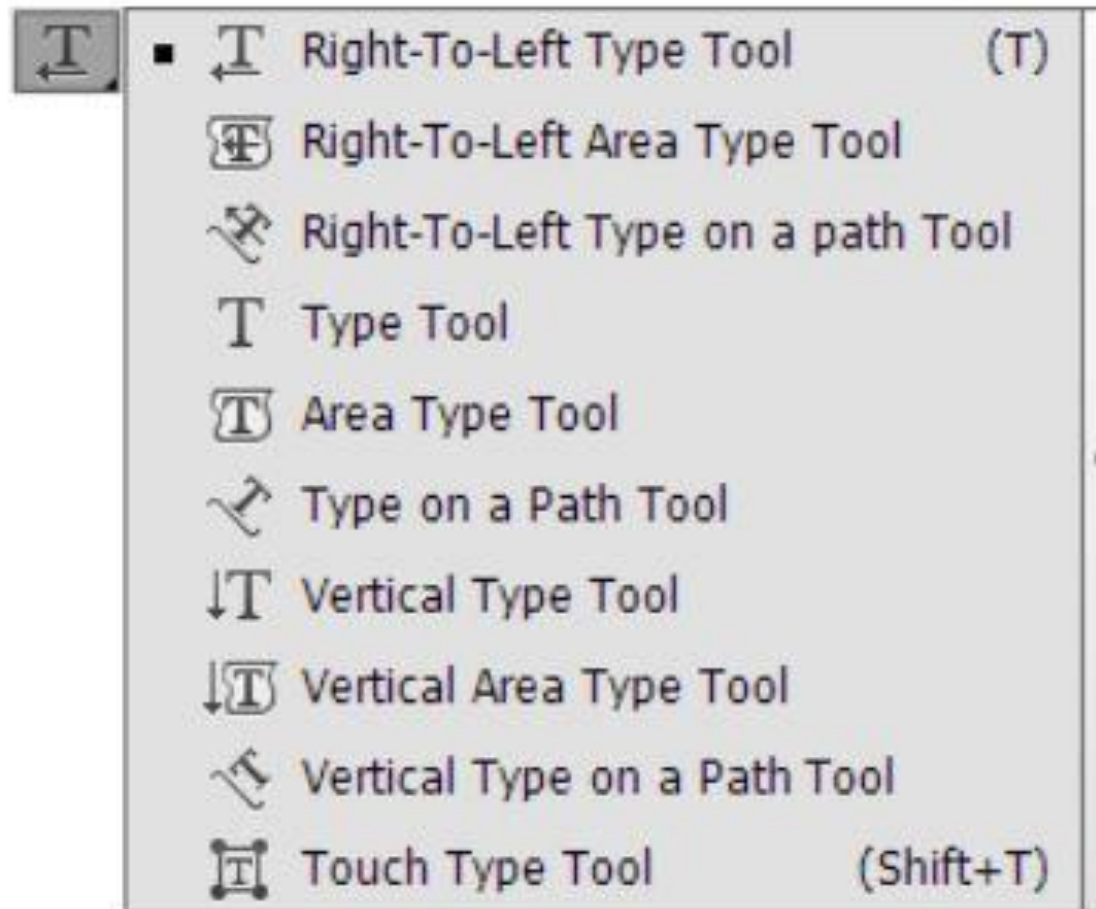 Right-To-Left Type Tool (T)
Right-To-Left Area Type Tool
Right-To-Left Type on a path Tool
Type Tool
Area Type Tool
Type on a Path Tool
Vertical Type Tool
Vertical Area Type Tool
Vertical Type on a Path Tool
Touch Type Tool (Shift+T)